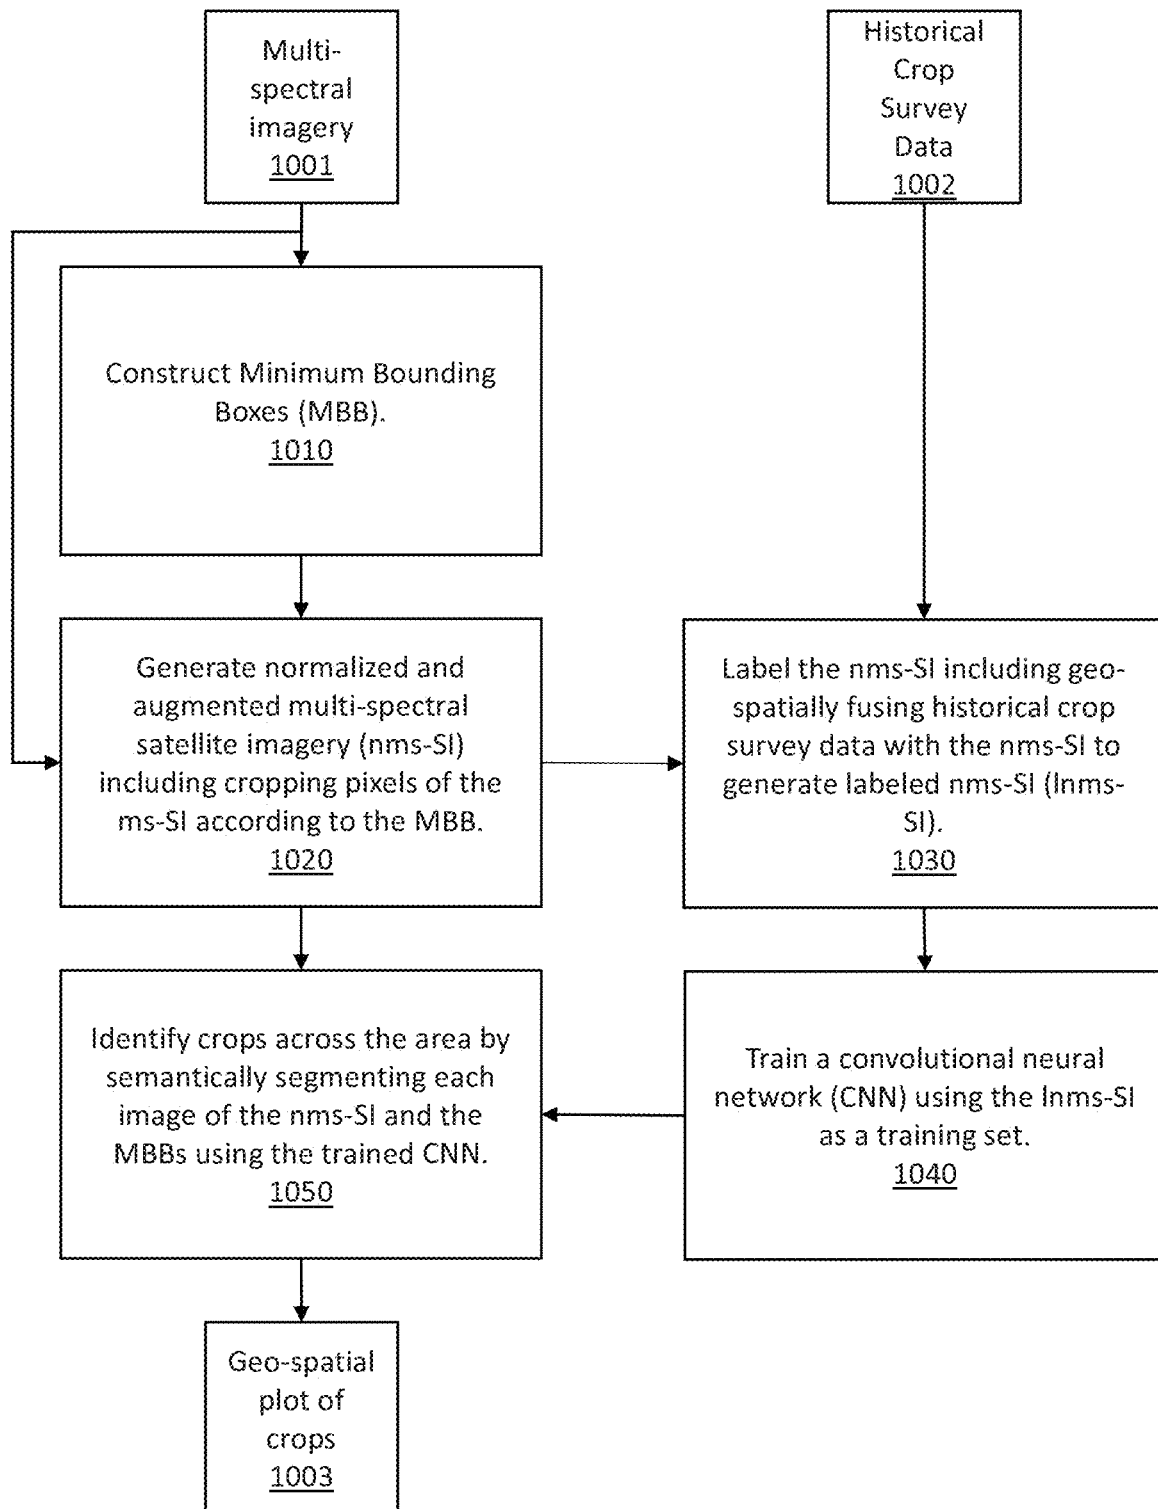 Multi-
spectral
imagery
1001
Historical
Crop
Survey
Data
1002
Construct Minimum Bounding
Boxes (MBB).
1010
Generate normalized and
augmented multi-spectral
satellite imagery (nms-SI)
including cropping pixels of the
ms-SI according to the MBB.
1020
Label the nms-SI including geo-
spatially fusing historical crop
survey data with the nms-SI to
generate labeled nms-SI (lnms-
SI).
1030
Identify crops across the area by
semantically segmenting each
image of the nms-SI and the
MBBs using the trained CNN.
1050
Train a convolutional neural
network (CNN) using the lnms-SI
as a training set.
1040
Geo-spatial
plot of
crops
1003